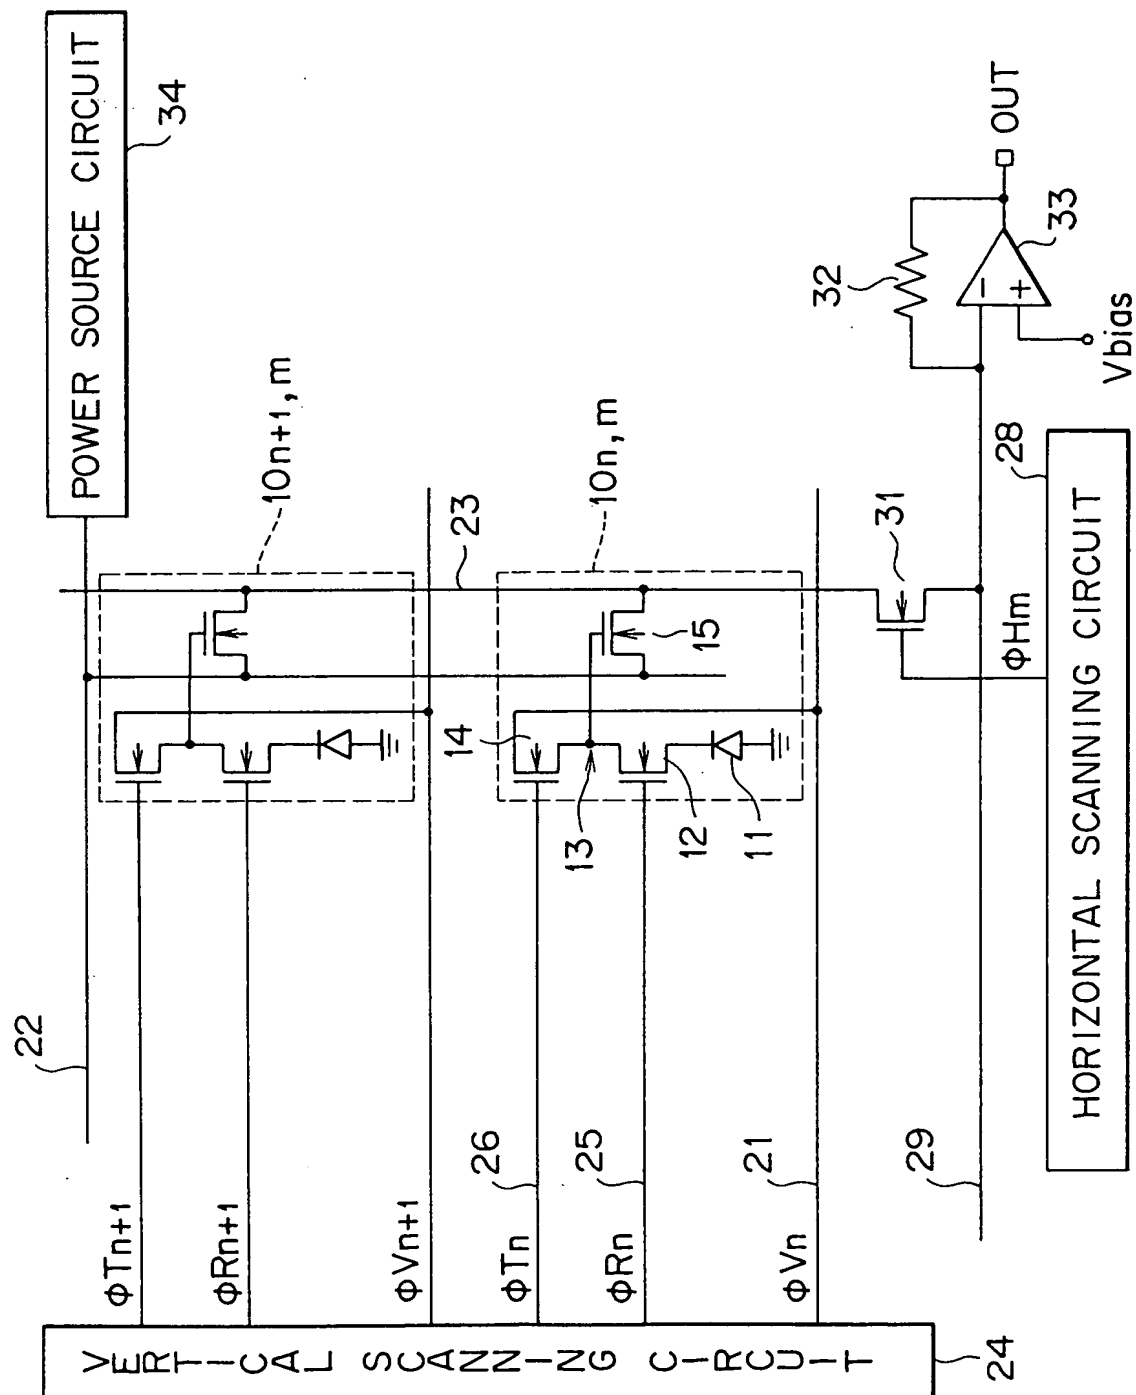 POWER SOURCE CIRCUIT
34
22
10n+1, m
ϕTn+1
ϕRn+1
ϕVn+1
23
10n, m
14
15
13
12
11
26
ϕTn
25
ϕRn
21
ϕVn
VERTICAL SCANNING CIRCUIT
24
31
ϕHm
28
HORIZONTAL SCANNING CIRCUIT
29
32
33
−
+
OUT
Vbias